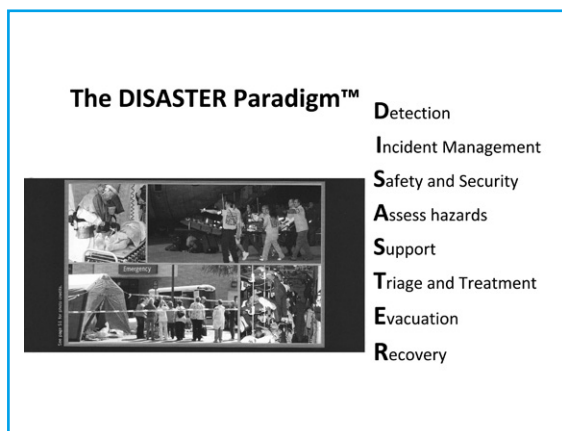 The DISASTER Paradigm™
Detection
Incident Management
Safety and Security
Assess hazards
Support
Triage and Treatment
Evacuation
Recovery
Emergency